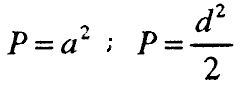 P = a² ; P = d²/2